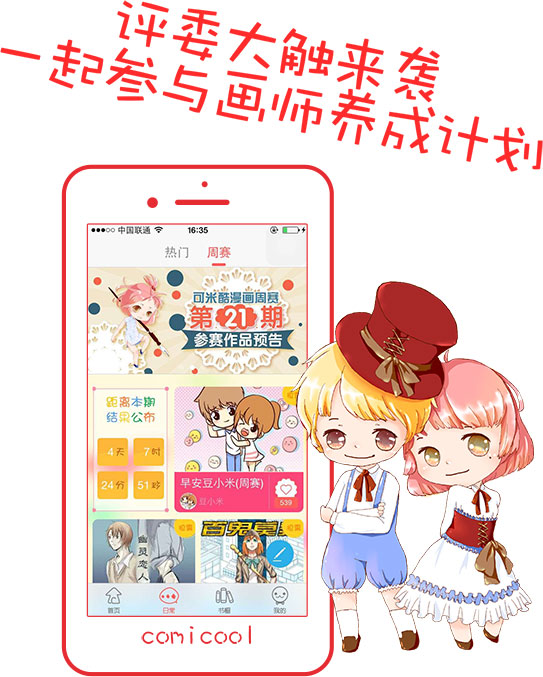 评委大触来袭
一起参与画师养成计划
中国联通
16:35
热门 周赛
可米酷漫画周赛
第21期
参赛作品预告
距离本期
结果公布
4天 7时
24分 51秒
早安豆小米(周赛)
豆小米
539
幽灵恋人
首页 日常 书橱 我的
comicool